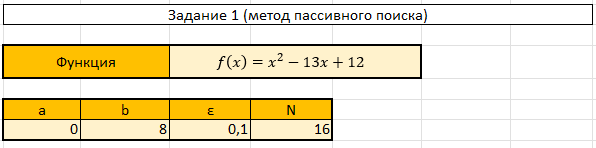 Задание 1 (метод пассивного поиска)
Функция f(x) = x² − 13x + 12
a b ε N
0 8 0,1 16